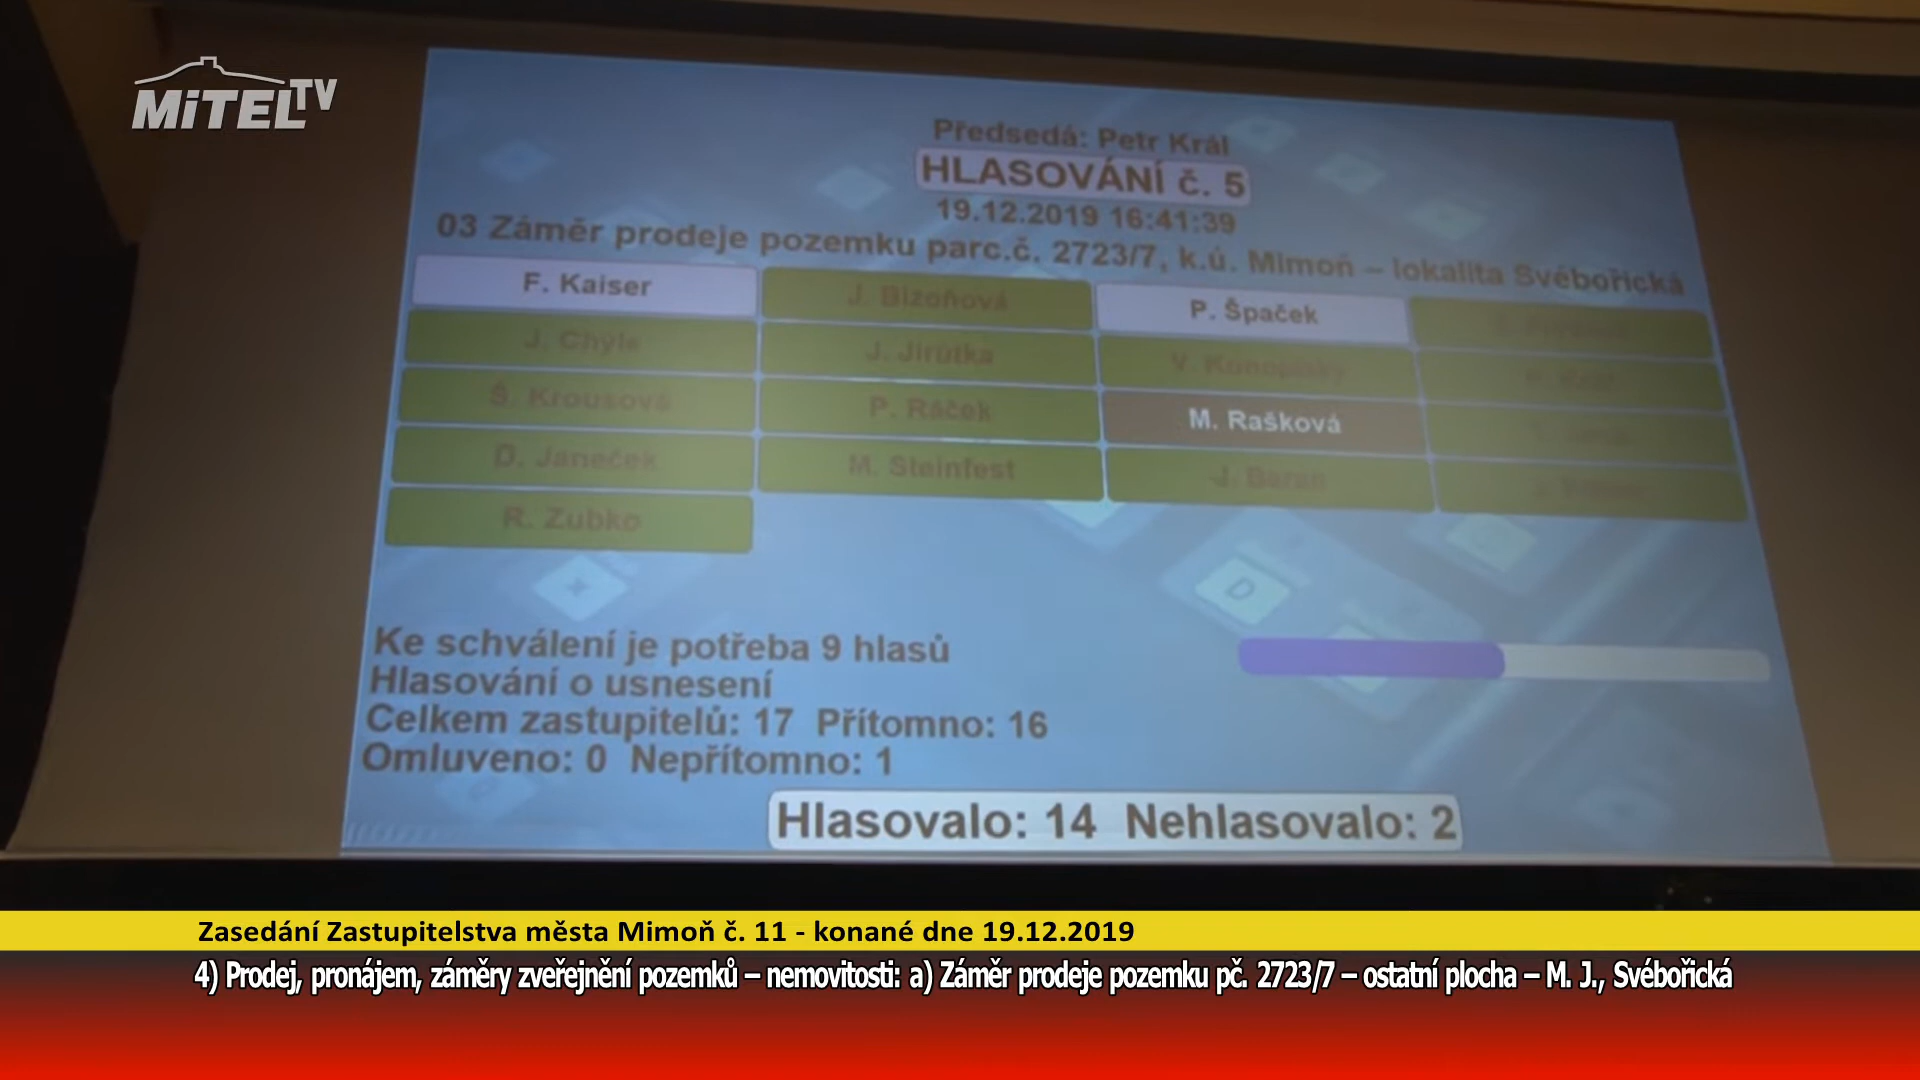 MiTEL TV
Předsedá: Petr Král
HLASOVÁNÍ č. 5
19.12.2019 16:41:39
03 Záměr prodeje pozemku parc.č. 2723/7, k.ú. Mimoň – lokalita Svébořická
F. Kaiser
J. Bizoňová
P. Špaček
J. Chýle
J. Jirutka
Š. Krousová
P. Ráček
M. Rašková
D. Janeček
M. Steinfest
J. Baran
R. Zubko
Ke schválení je potřeba 9 hlasů
Hlasování o usnesení
Celkem zastupitelů: 17 Přítomno: 16
Omluveno: 0 Nepřítomno: 1
Hlasovalo: 14 Nehlasovalo: 2
Zasedání Zastupitelstva města Mimoň č. 11 - konané dne 19.12.2019
4) Prodej, pronájem, záměry zveřejnění pozemků – nemovitosti: a) Záměr prodeje pozemku pč. 2723/7 – ostatní plocha – M. J., Svébořická